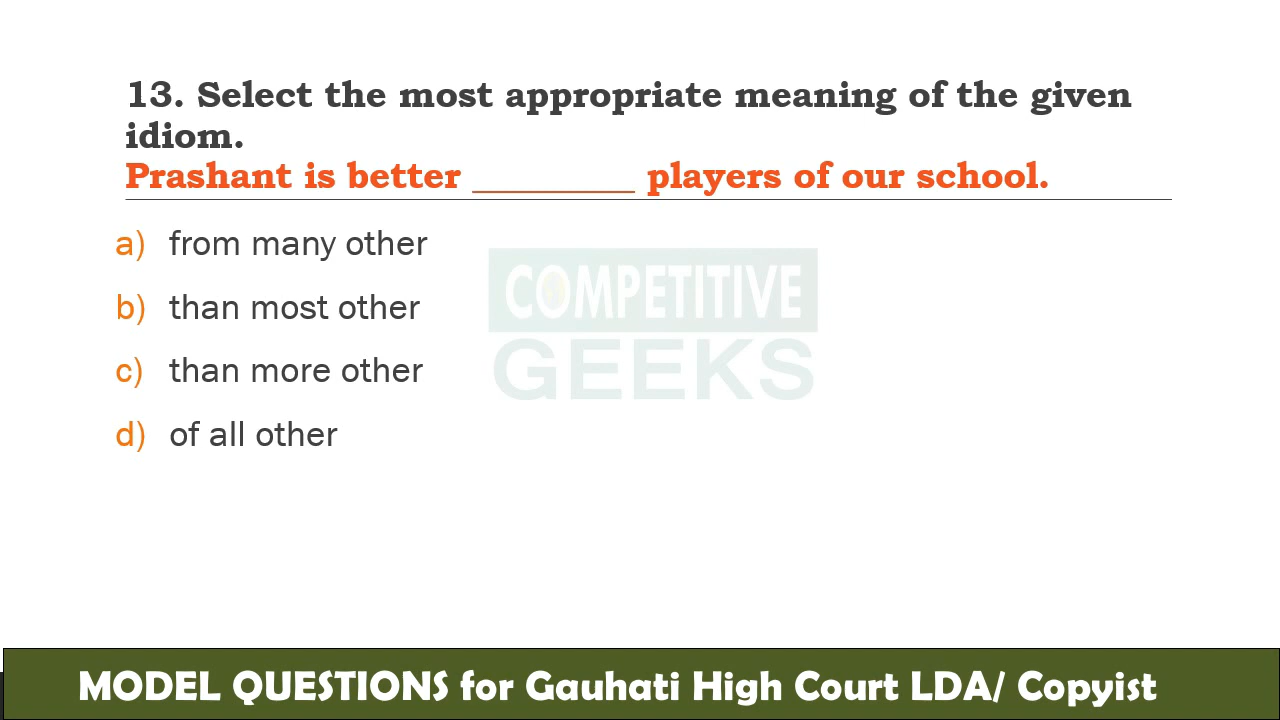 13. Select the most appropriate meaning of the given
idiom.
Prashant is better _________ players of our school.
a) from many other
b) than most other
c) than more other
d) of all other
COMPETITIVE
GEEKS
MODEL QUESTIONS for Gauhati High Court LDA/ Copyist